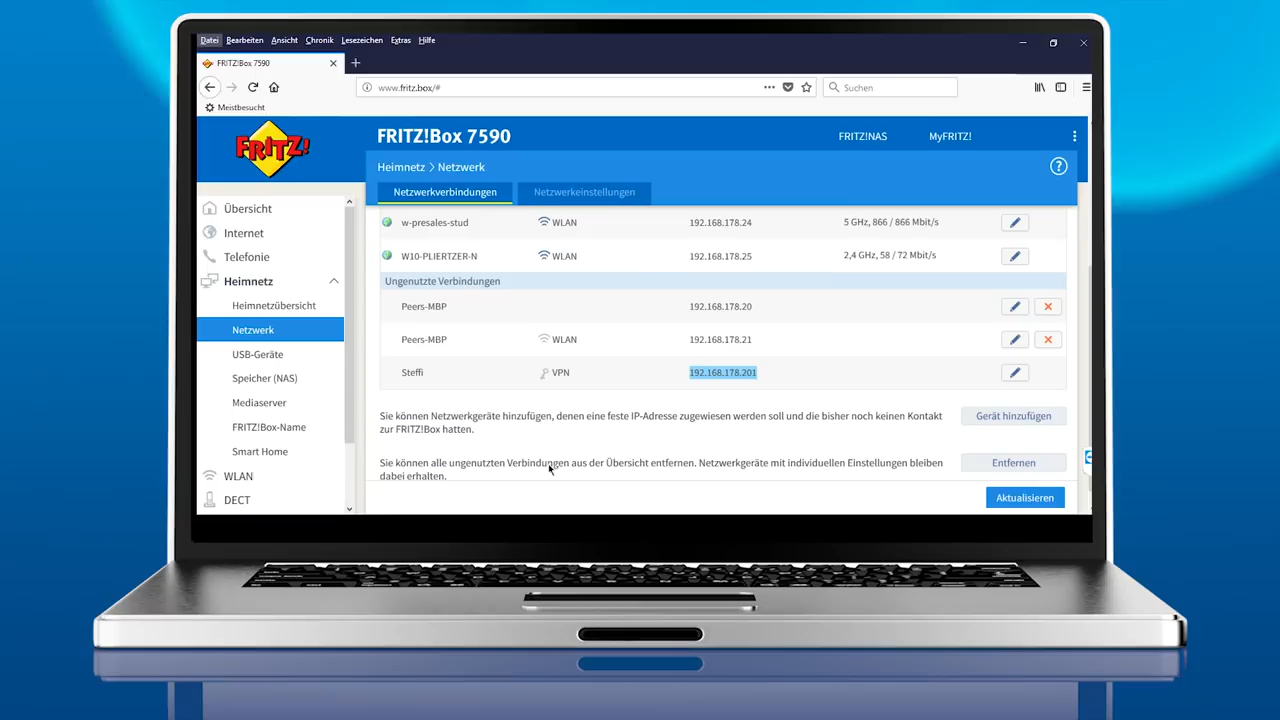 Datei Bearbeiten Ansicht Chronik Lesezeichen Extras Hilfe
FRITZ!Box 7590
www.fritz.box/#
Suchen
Meistbesucht
FRITZ!
FRITZ!Box 7590
FRITZ!NAS
MyFRITZ!
Heimnetz > Netzwerk
Netzwerkverbindungen
Netzwerkeinstellungen
Übersicht
Internet
Telefonie
Heimnetz
Heimnetzübersicht
Netzwerk
USB-Geräte
Speicher (NAS)
Mediaserver
FRITZ!Box-Name
Smart Home
WLAN
DECT
w-presales-stud WLAN 192.168.178.24 5 GHz, 866 / 866 Mbit/s
W10-PLIERTZER-N WLAN 192.168.178.25 2,4 GHz, 58 / 72 Mbit/s
Ungenutzte Verbindungen
Peers-MBP 192.168.178.20
Peers-MBP WLAN 192.168.178.21
Steffi VPN 192.168.178.201
Sie können Netzwerkgeräte hinzufügen, denen eine feste IP-Adresse zugewiesen werden soll und die bisher noch keinen Kontakt
zur FRITZ!Box hatten.
Gerät hinzufügen
Sie können alle ungenutzten Verbindungen aus der Übersicht entfernen. Netzwerkgeräte mit individuellen Einstellungen bleiben
dabei erhalten.
Entfernen
Aktualisieren